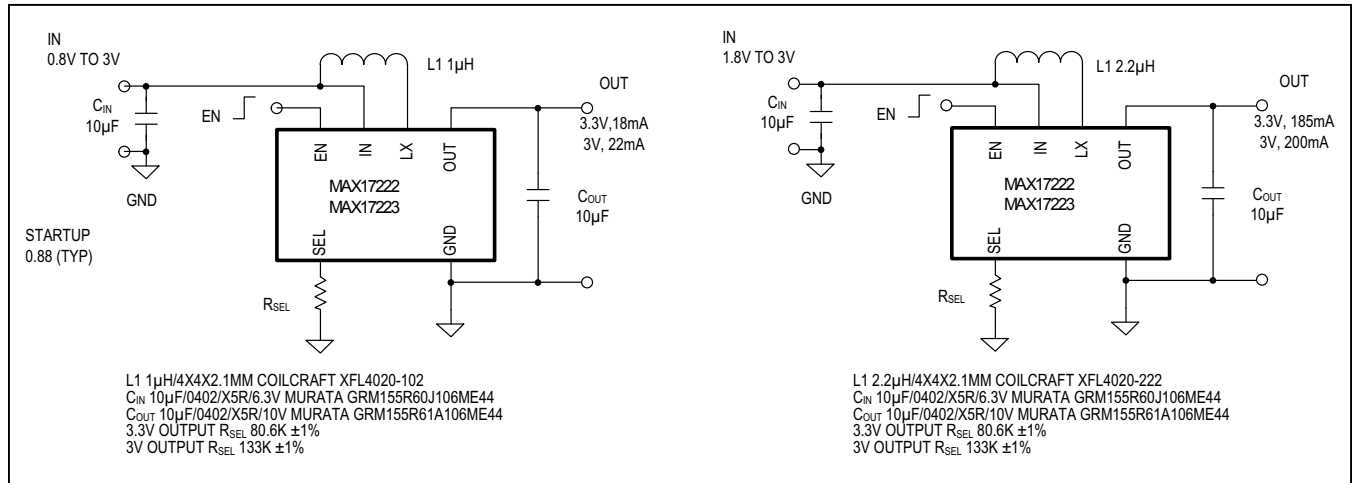 IN
0.8V TO 3V
L1 1µH
OUT
CIN
10µF
EN
3.3V,18mA
3V, 22mA
EN
IN
LX
OUT
MAX17222
MAX17223
COUT
10µF
GND
STARTUP
0.88 (TYP)
SEL
GND
RSEL
L1 1µH/4X4X2.1MM COILCRAFT XFL4020-102
CIN 10µF/0402/X5R/6.3V MURATA GRM155R60J106ME44
COUT 10µF/0402/X5R/10V MURATA GRM155R61A106ME44
3.3V OUTPUT RSEL 80.6K ±1%
3V OUTPUT RSEL 133K ±1%
IN
1.8V TO 3V
L1 2.2µH
OUT
CIN
10µF
EN
3.3V, 185mA
3V, 200mA
EN
IN
LX
OUT
MAX17222
MAX17223
COUT
10µF
GND
SEL
GND
RSEL
L1 2.2µH/4X4X2.1MM COILCRAFT XFL4020-222
CIN 10µF/0402/X5R/6.3V MURATA GRM155R60J106ME44
COUT 10µF/0402/X5R/10V MURATA GRM155R61A106ME44
3.3V OUTPUT RSEL 80.6K ±1%
3V OUTPUT RSEL 133K ±1%